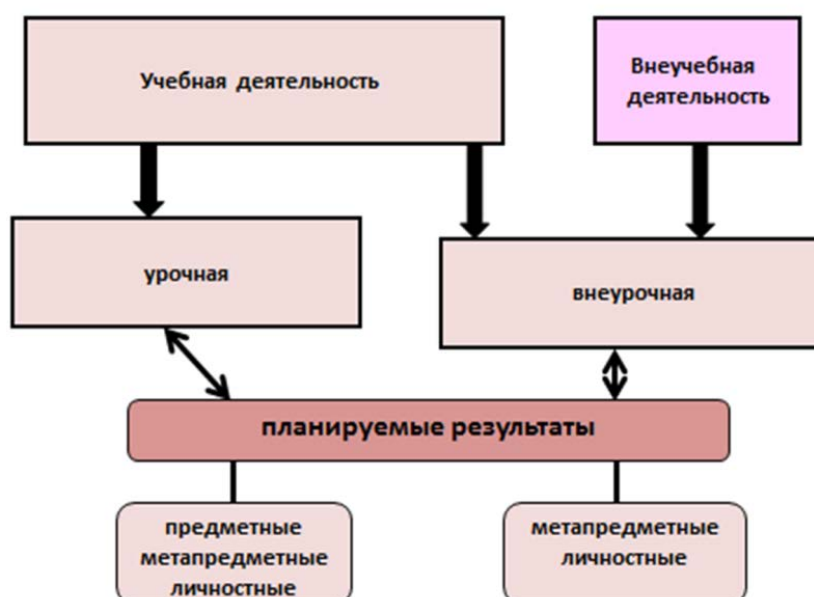 Учебная деятельность
Внеучебная
деятельность
урочная
внеурочная
планируемые результаты
предметные
метапредметные
личностные
метапредметные
личностные